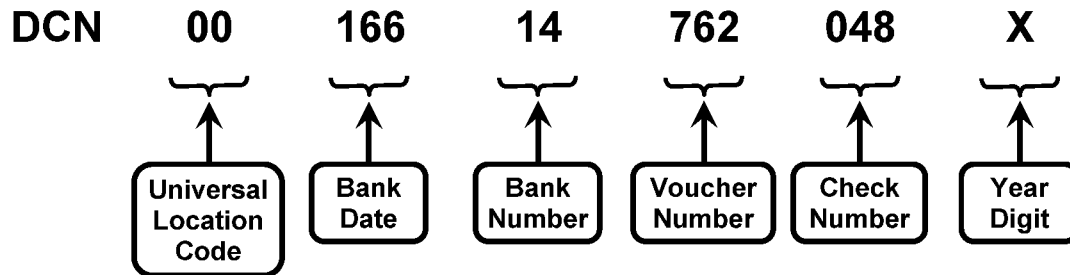 DCN 00 166 14 762 048 X
Universal
Location
Code
Bank
Date
Bank
Number
Voucher
Number
Check
Number
Year
Digit